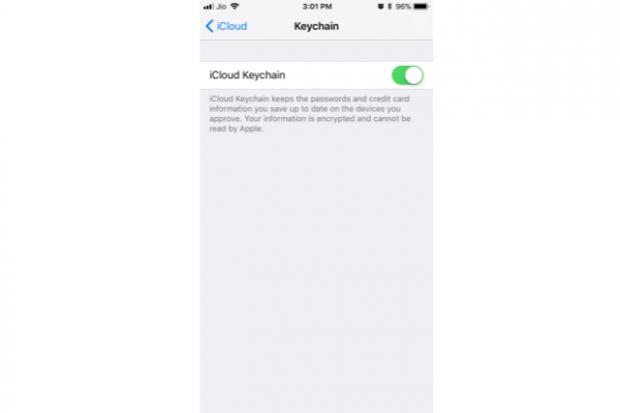 Jio 3:01 PM 96%
iCloud Keychain
iCloud Keychain
iCloud Keychain keeps the passwords and credit card
information you save up to date on the devices you
approve. Your information is encrypted and cannot be
read by Apple.